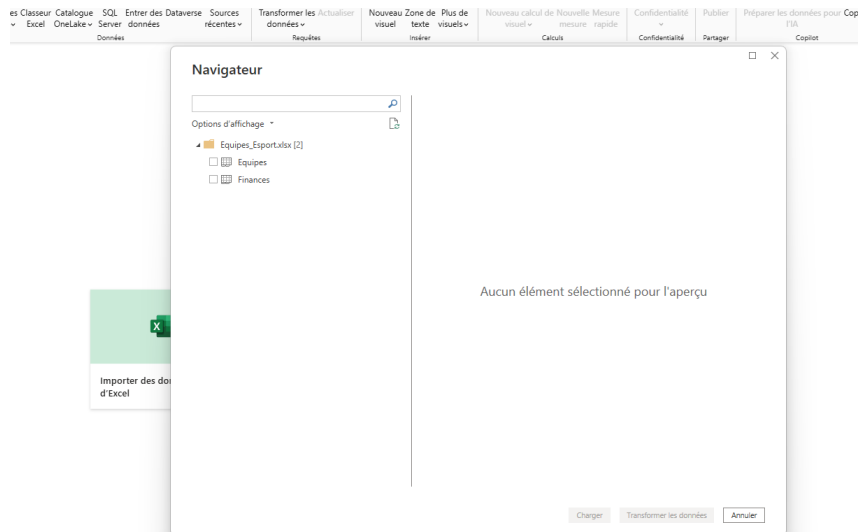 es Classeur Catalogue SQL Entrer des Dataverse Sources Transformer les Actualiser Nouveau Zone de Plus de Nouveau calcul de Nouvelle Mesure Confidentialité Publier Préparer les données pour Cop
Excel OneLake Server données récentes données visuel texte visuels visuel mesure rapide l'IA
Données Requêtes Insérer Calculs Confidentialité Partager Copilot
Navigateur
Options d'affichage
Equipes_Esport.xlsx [2]
Equipes
Finances
Aucun élément sélectionné pour l'aperçu
Importer des don
d'Excel
Charger Transformer les données Annuler